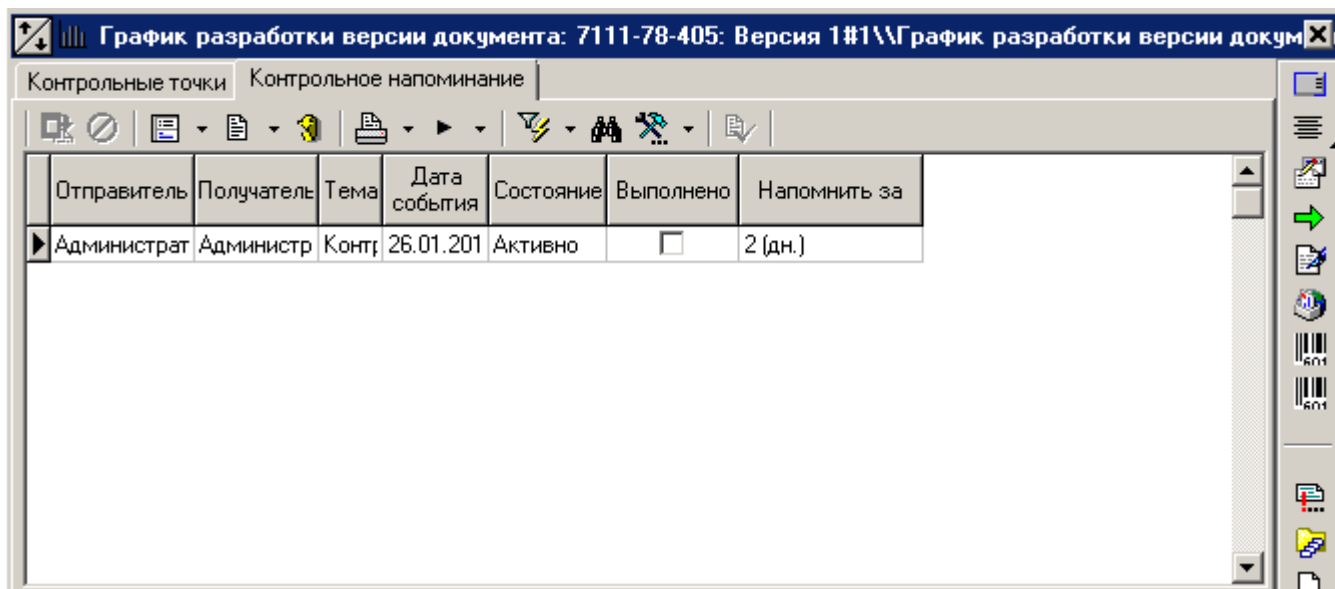 График разработки версии документа: 7111-78-405: Версия 1#1\\График разработки версии докум
Контрольные точки Контрольное напоминание
Отправитель Получатель Тема Дата события Состояние Выполнено Напомнить за
Администрат Администр Конт 26.01.201 Активно 2 (дн.)